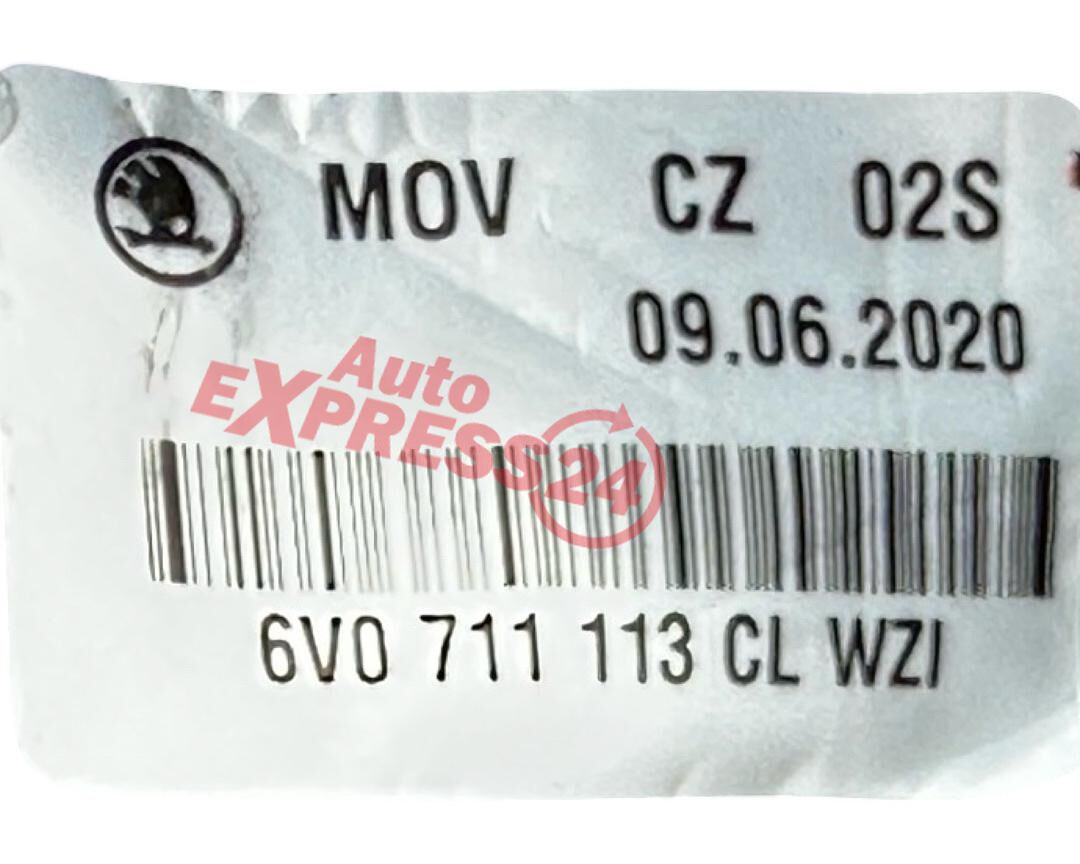 MOV CZ 02S
09.06.2020
Auto
EXPRESS24
6V0 711 113 CL WZI